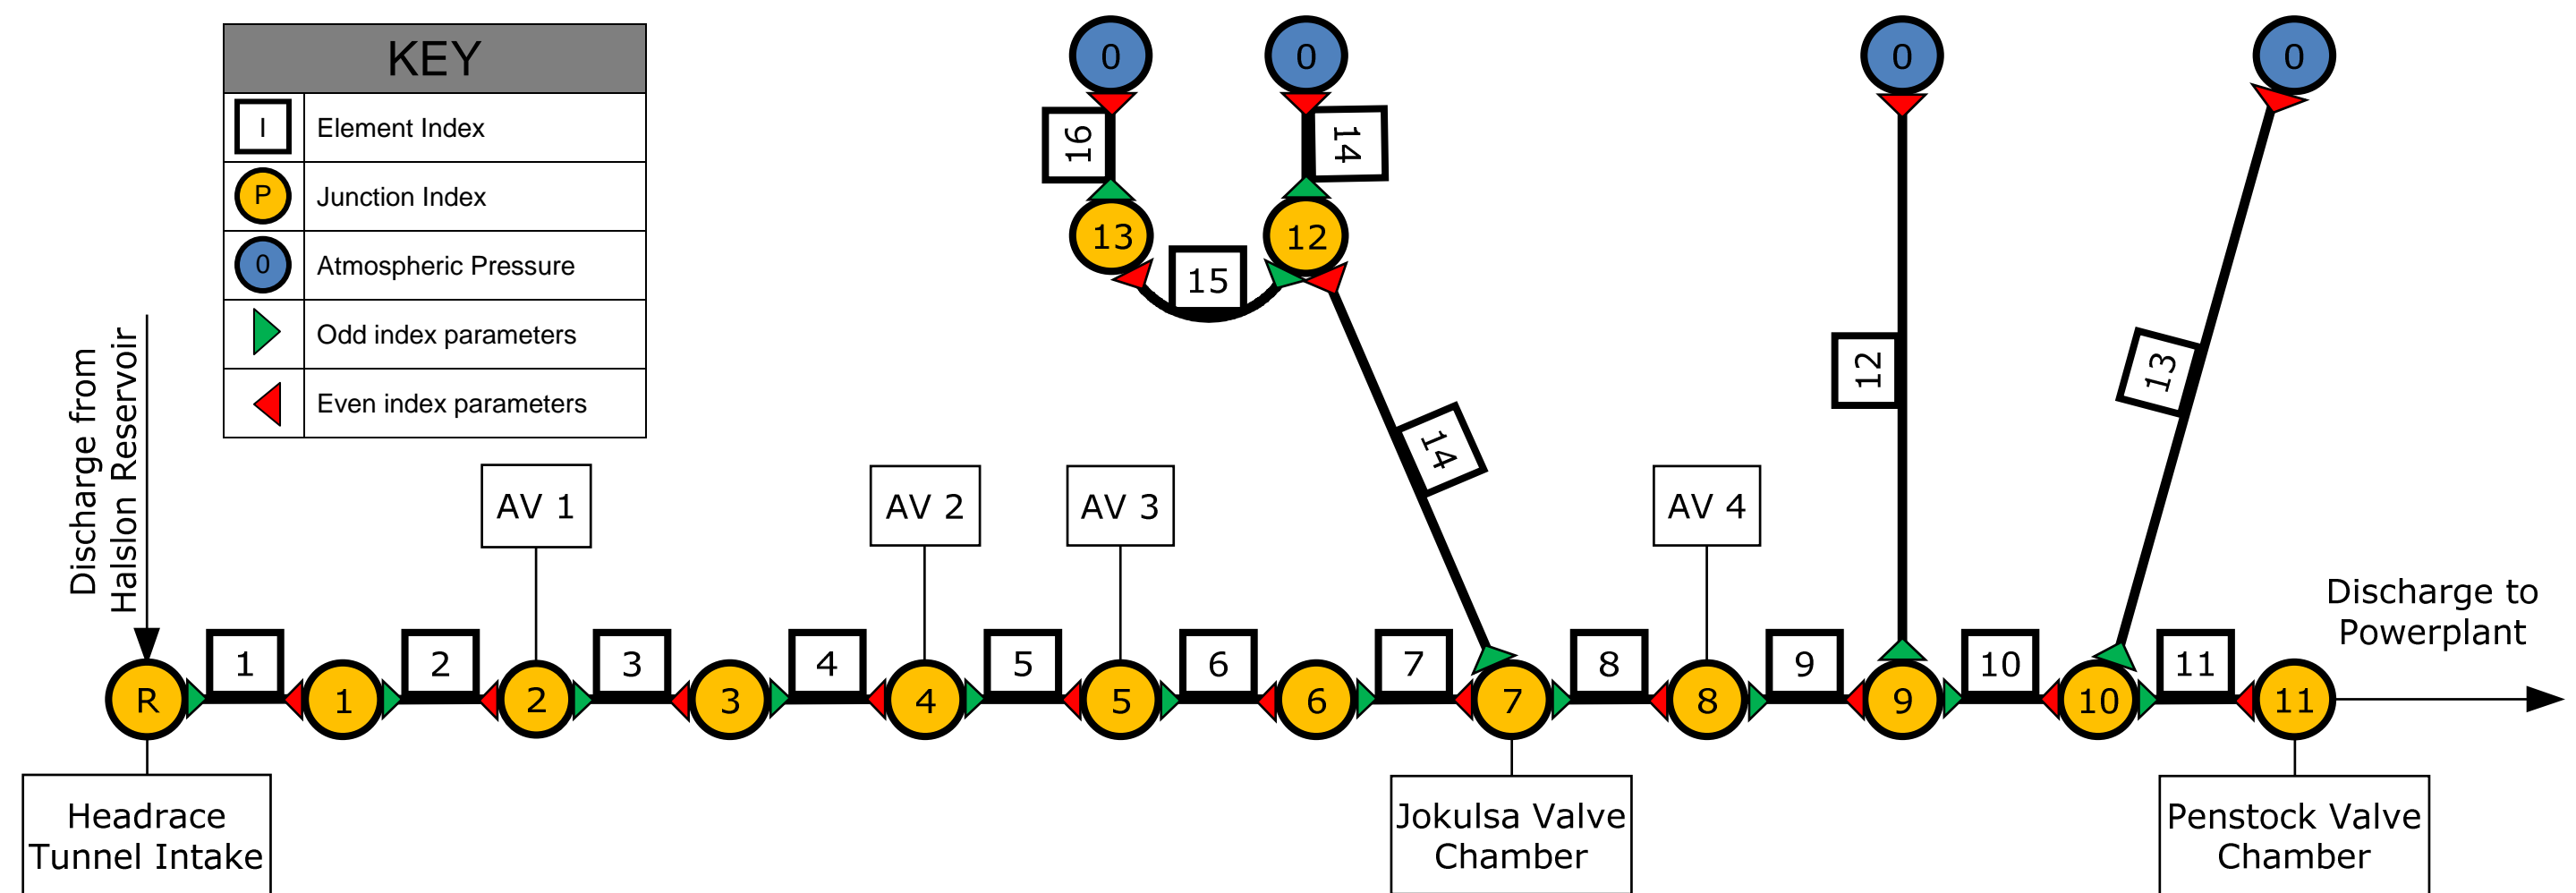 KEY
I Element Index
P Junction Index
0 Atmospheric Pressure
Odd index parameters
Even index parameters
0
0
0
0
16
14
13
12
15
12
13
14
Discharge from
Halslon Reservoir
AV 1
AV 2
AV 3
AV 4
Discharge to
Powerplant
1
2
3
4
5
6
7
8
9
10
11
R
1
2
3
4
5
6
7
8
9
10
11
Headrace
Tunnel Intake
Jokulsa Valve
Chamber
Penstock Valve
Chamber